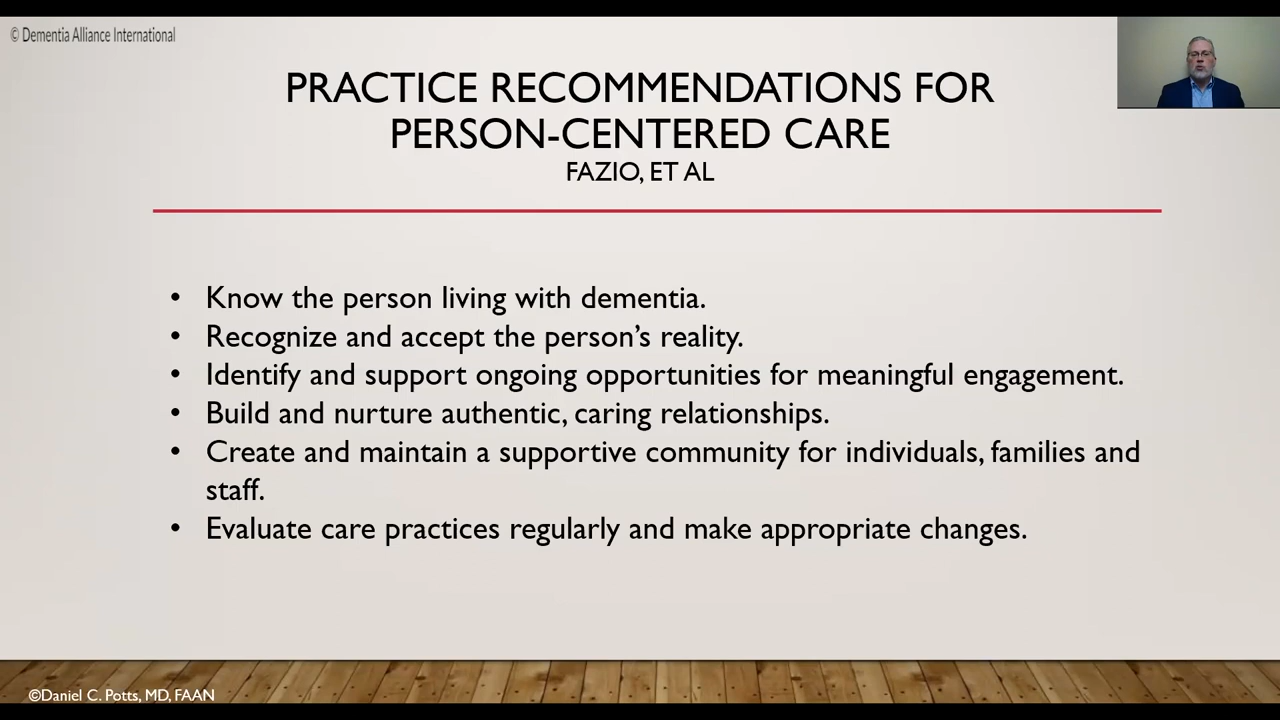 © Dementia Alliance International
PRACTICE RECOMMENDATIONS FOR
PERSON-CENTERED CARE
FAZIO, ET AL
• Know the person living with dementia.
• Recognize and accept the person’s reality.
• Identify and support ongoing opportunities for meaningful engagement.
• Build and nurture authentic, caring relationships.
• Create and maintain a supportive community for individuals, families and
staff.
• Evaluate care practices regularly and make appropriate changes.
©Daniel C. Potts, MD, FAAN